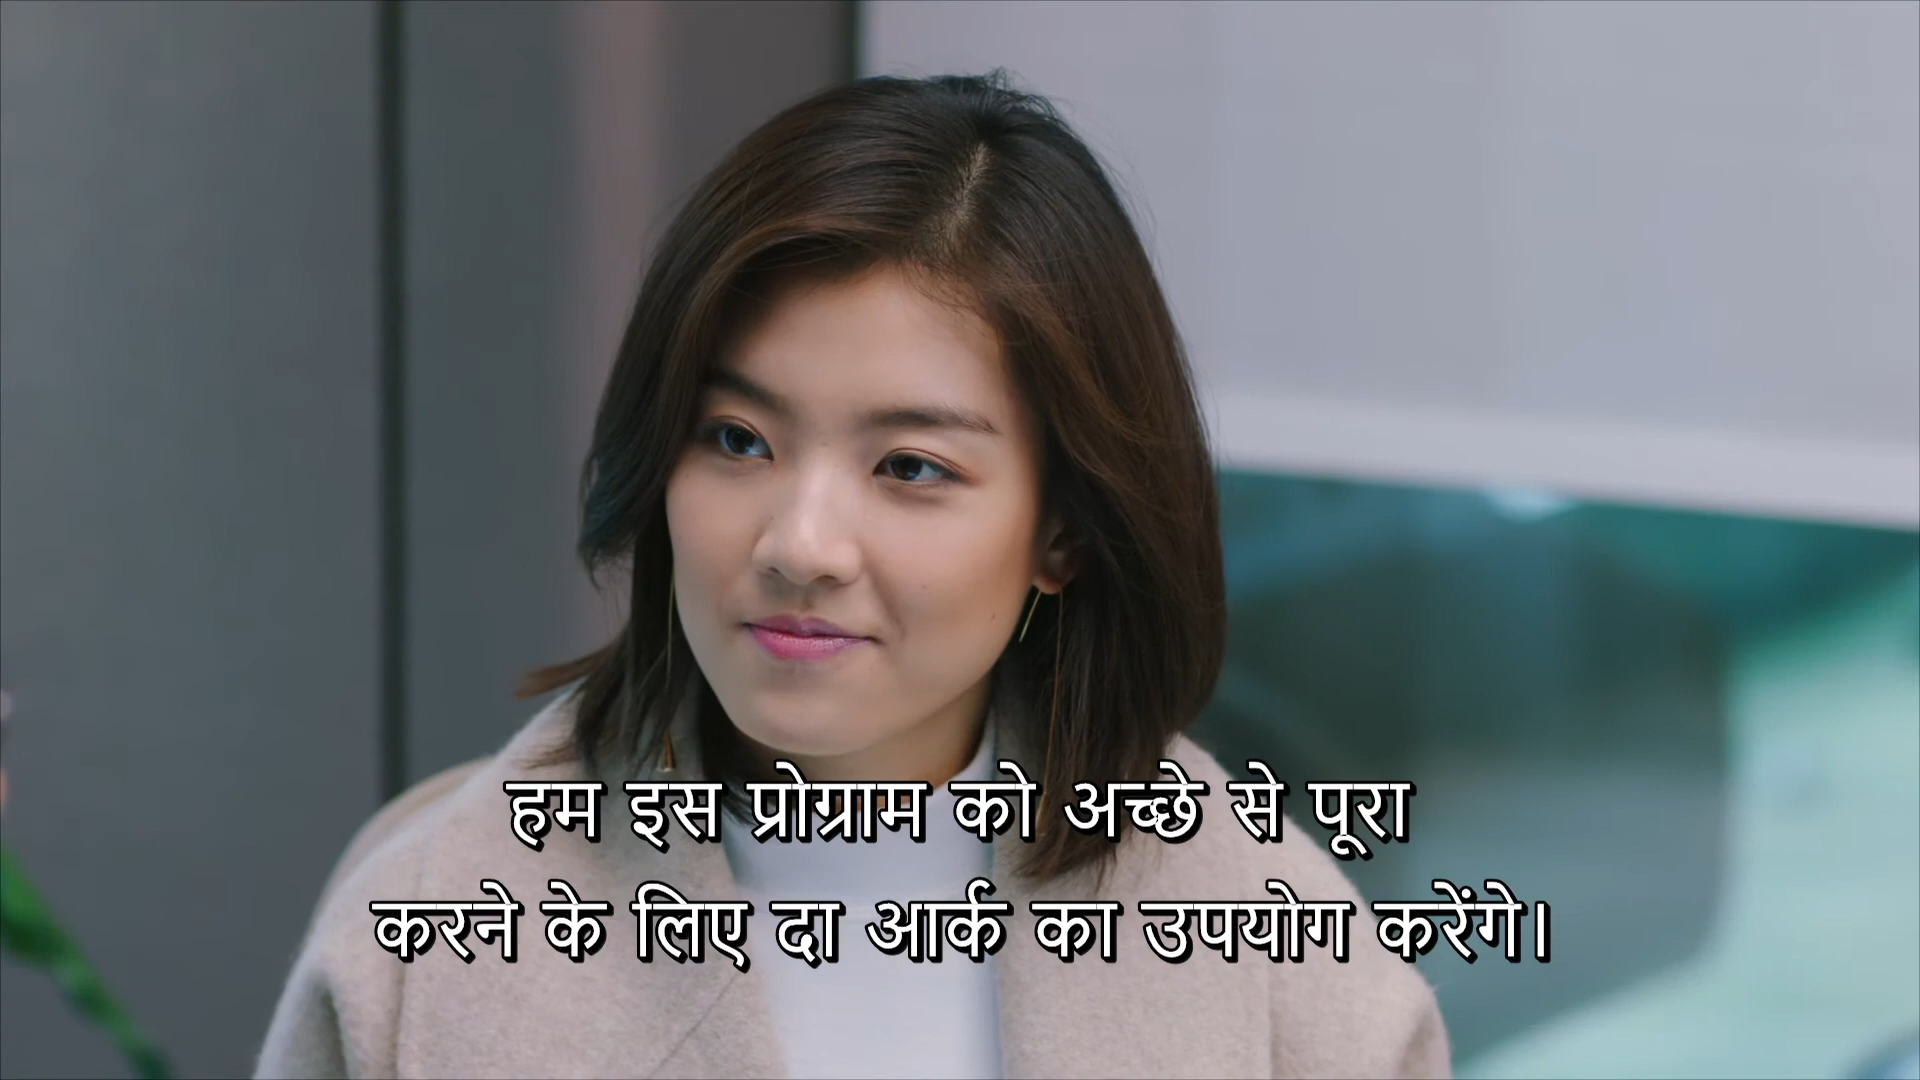 हम इस प्रोग्राम को अच्छे से पूरा
करने के लिए दा आर्क का उपयोग करेंगे।